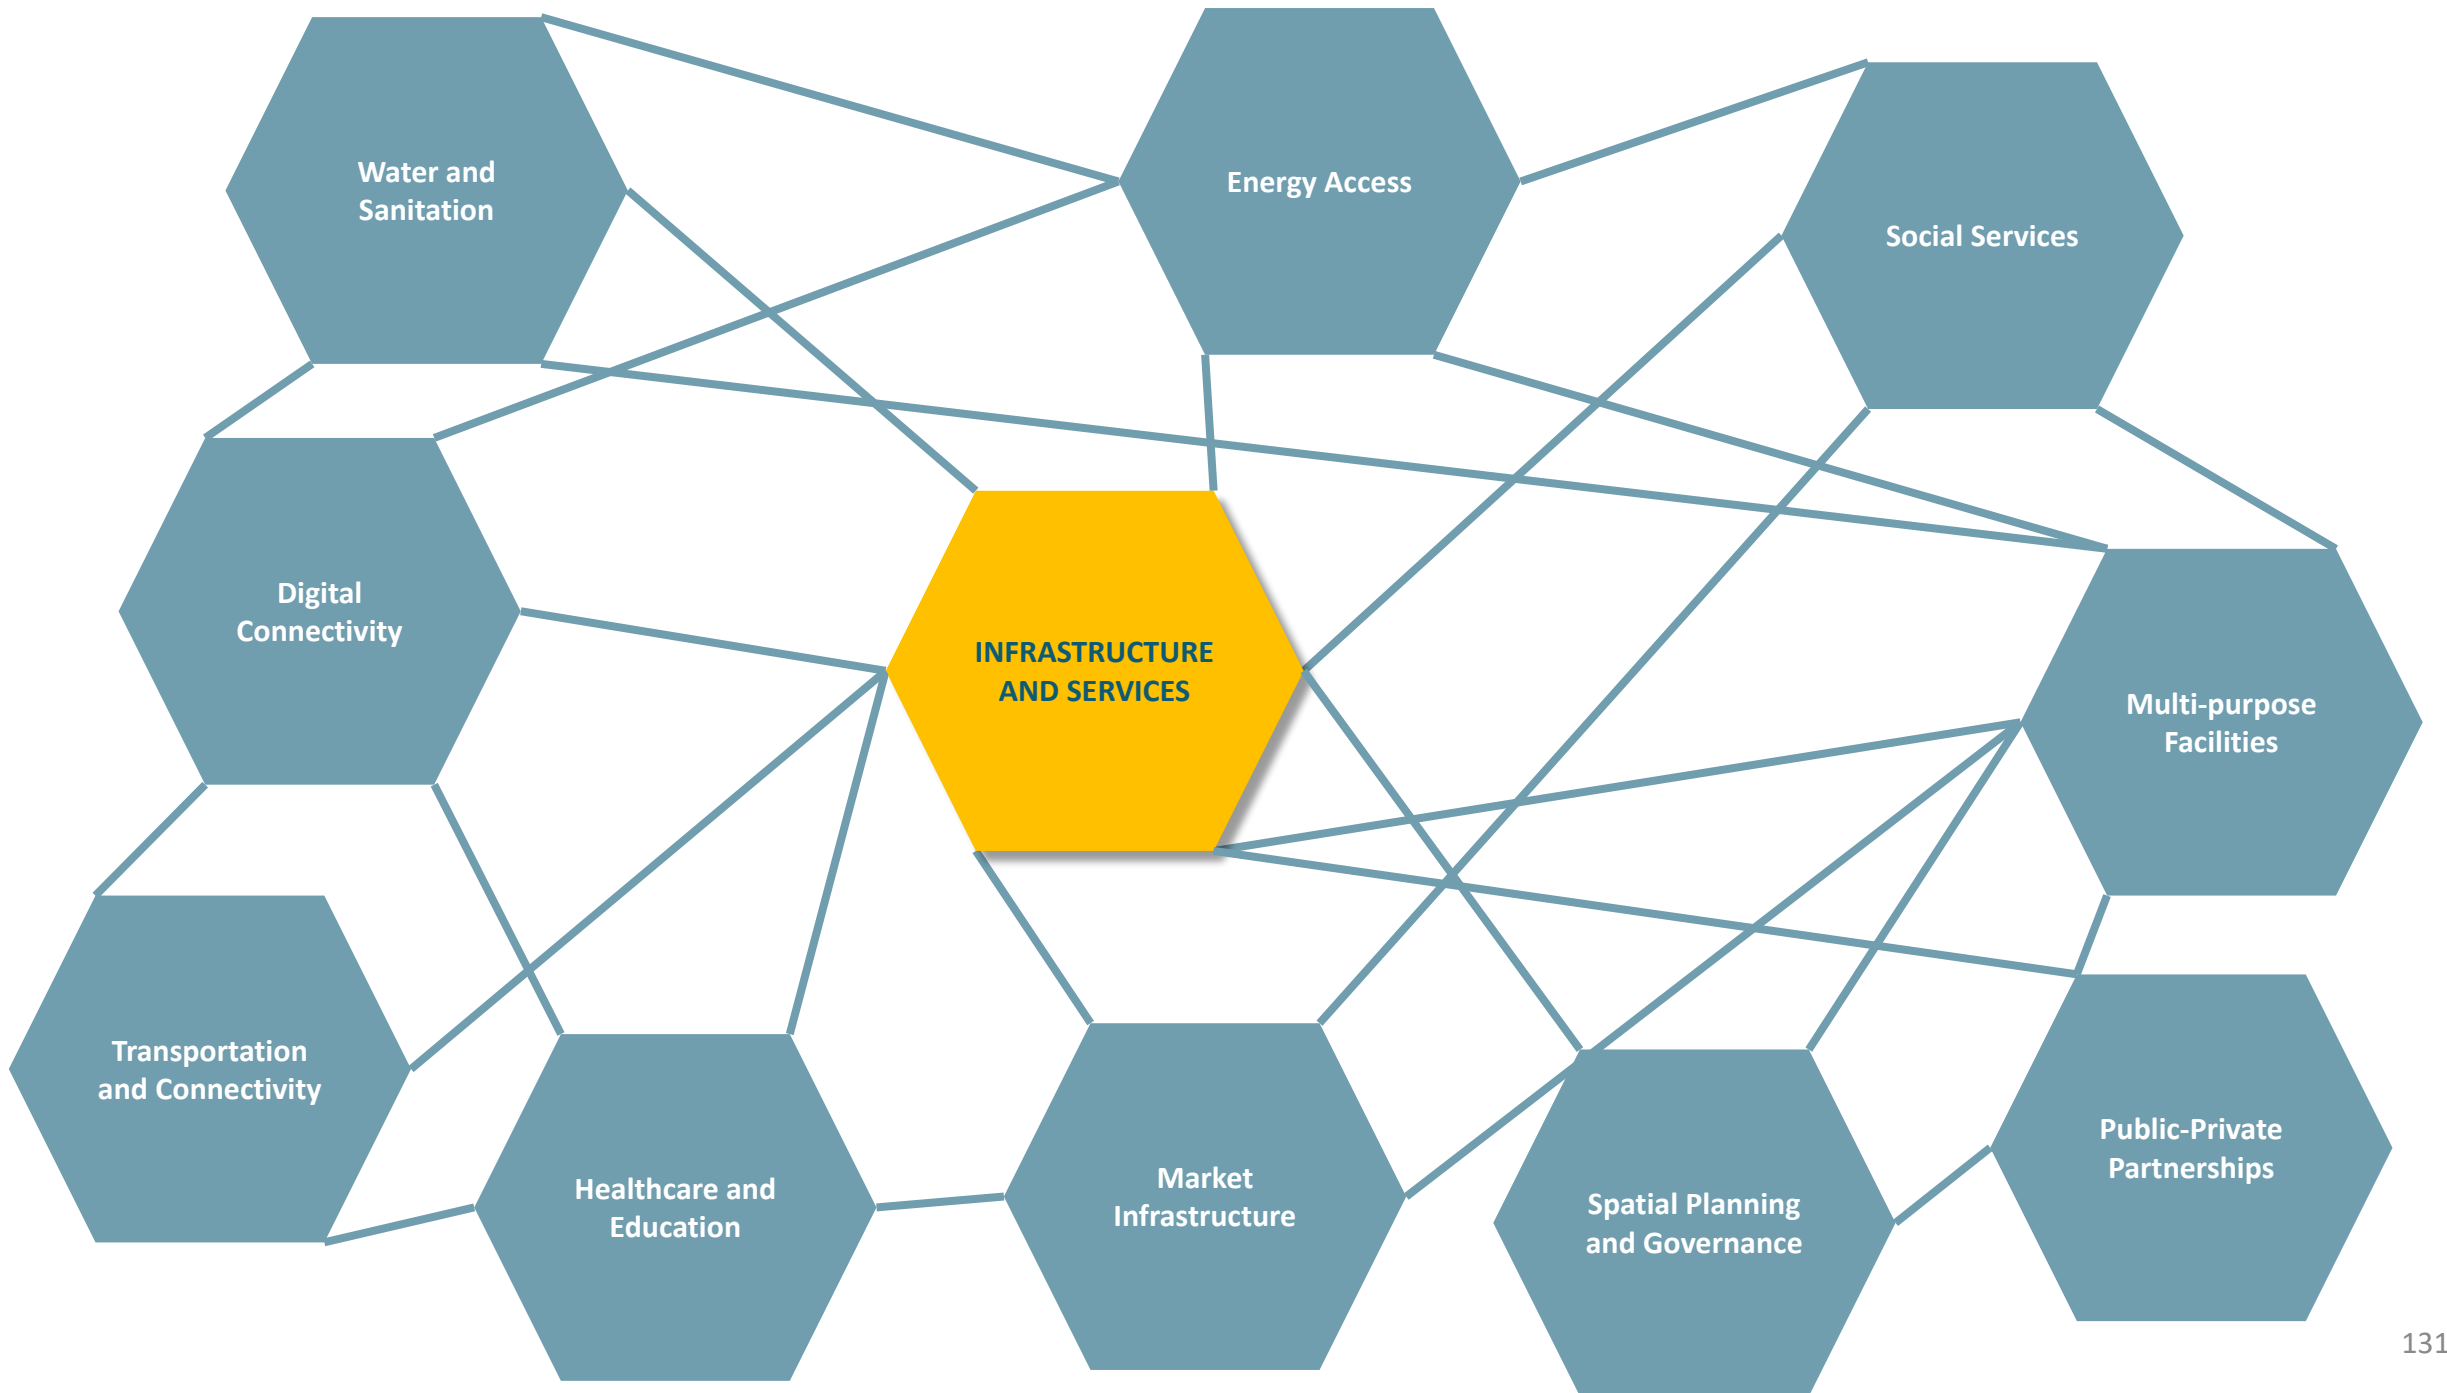 Water and
Sanitation
Energy Access
Social Services
Digital
Connectivity
INFRASTRUCTURE
AND SERVICES
Multi-purpose
Facilities
Transportation
and Connectivity
Healthcare and
Education
Market
Infrastructure
Spatial Planning
and Governance
Public-Private
Partnerships
131